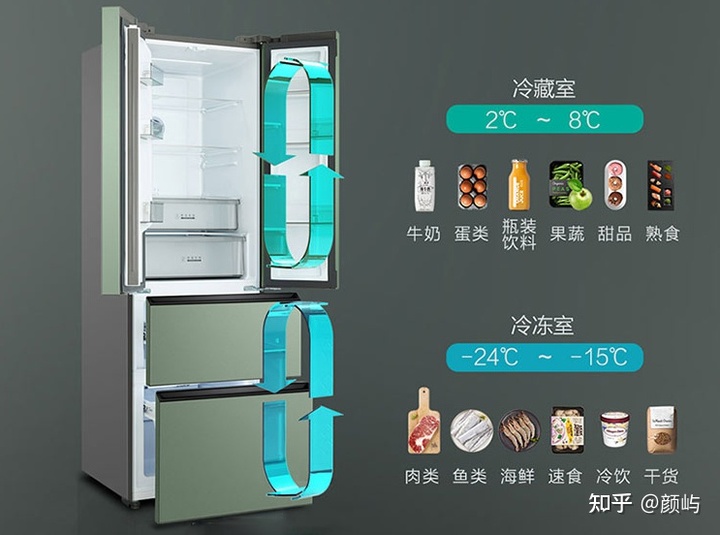 冷藏室
2℃ ~ 8℃
牛奶 蛋类 瓶装饮料 果蔬 甜品 熟食
冷冻室
-24℃ ~ -15℃
肉类 鱼类 海鲜 速食 冷饮 干货
知乎 @颜屿